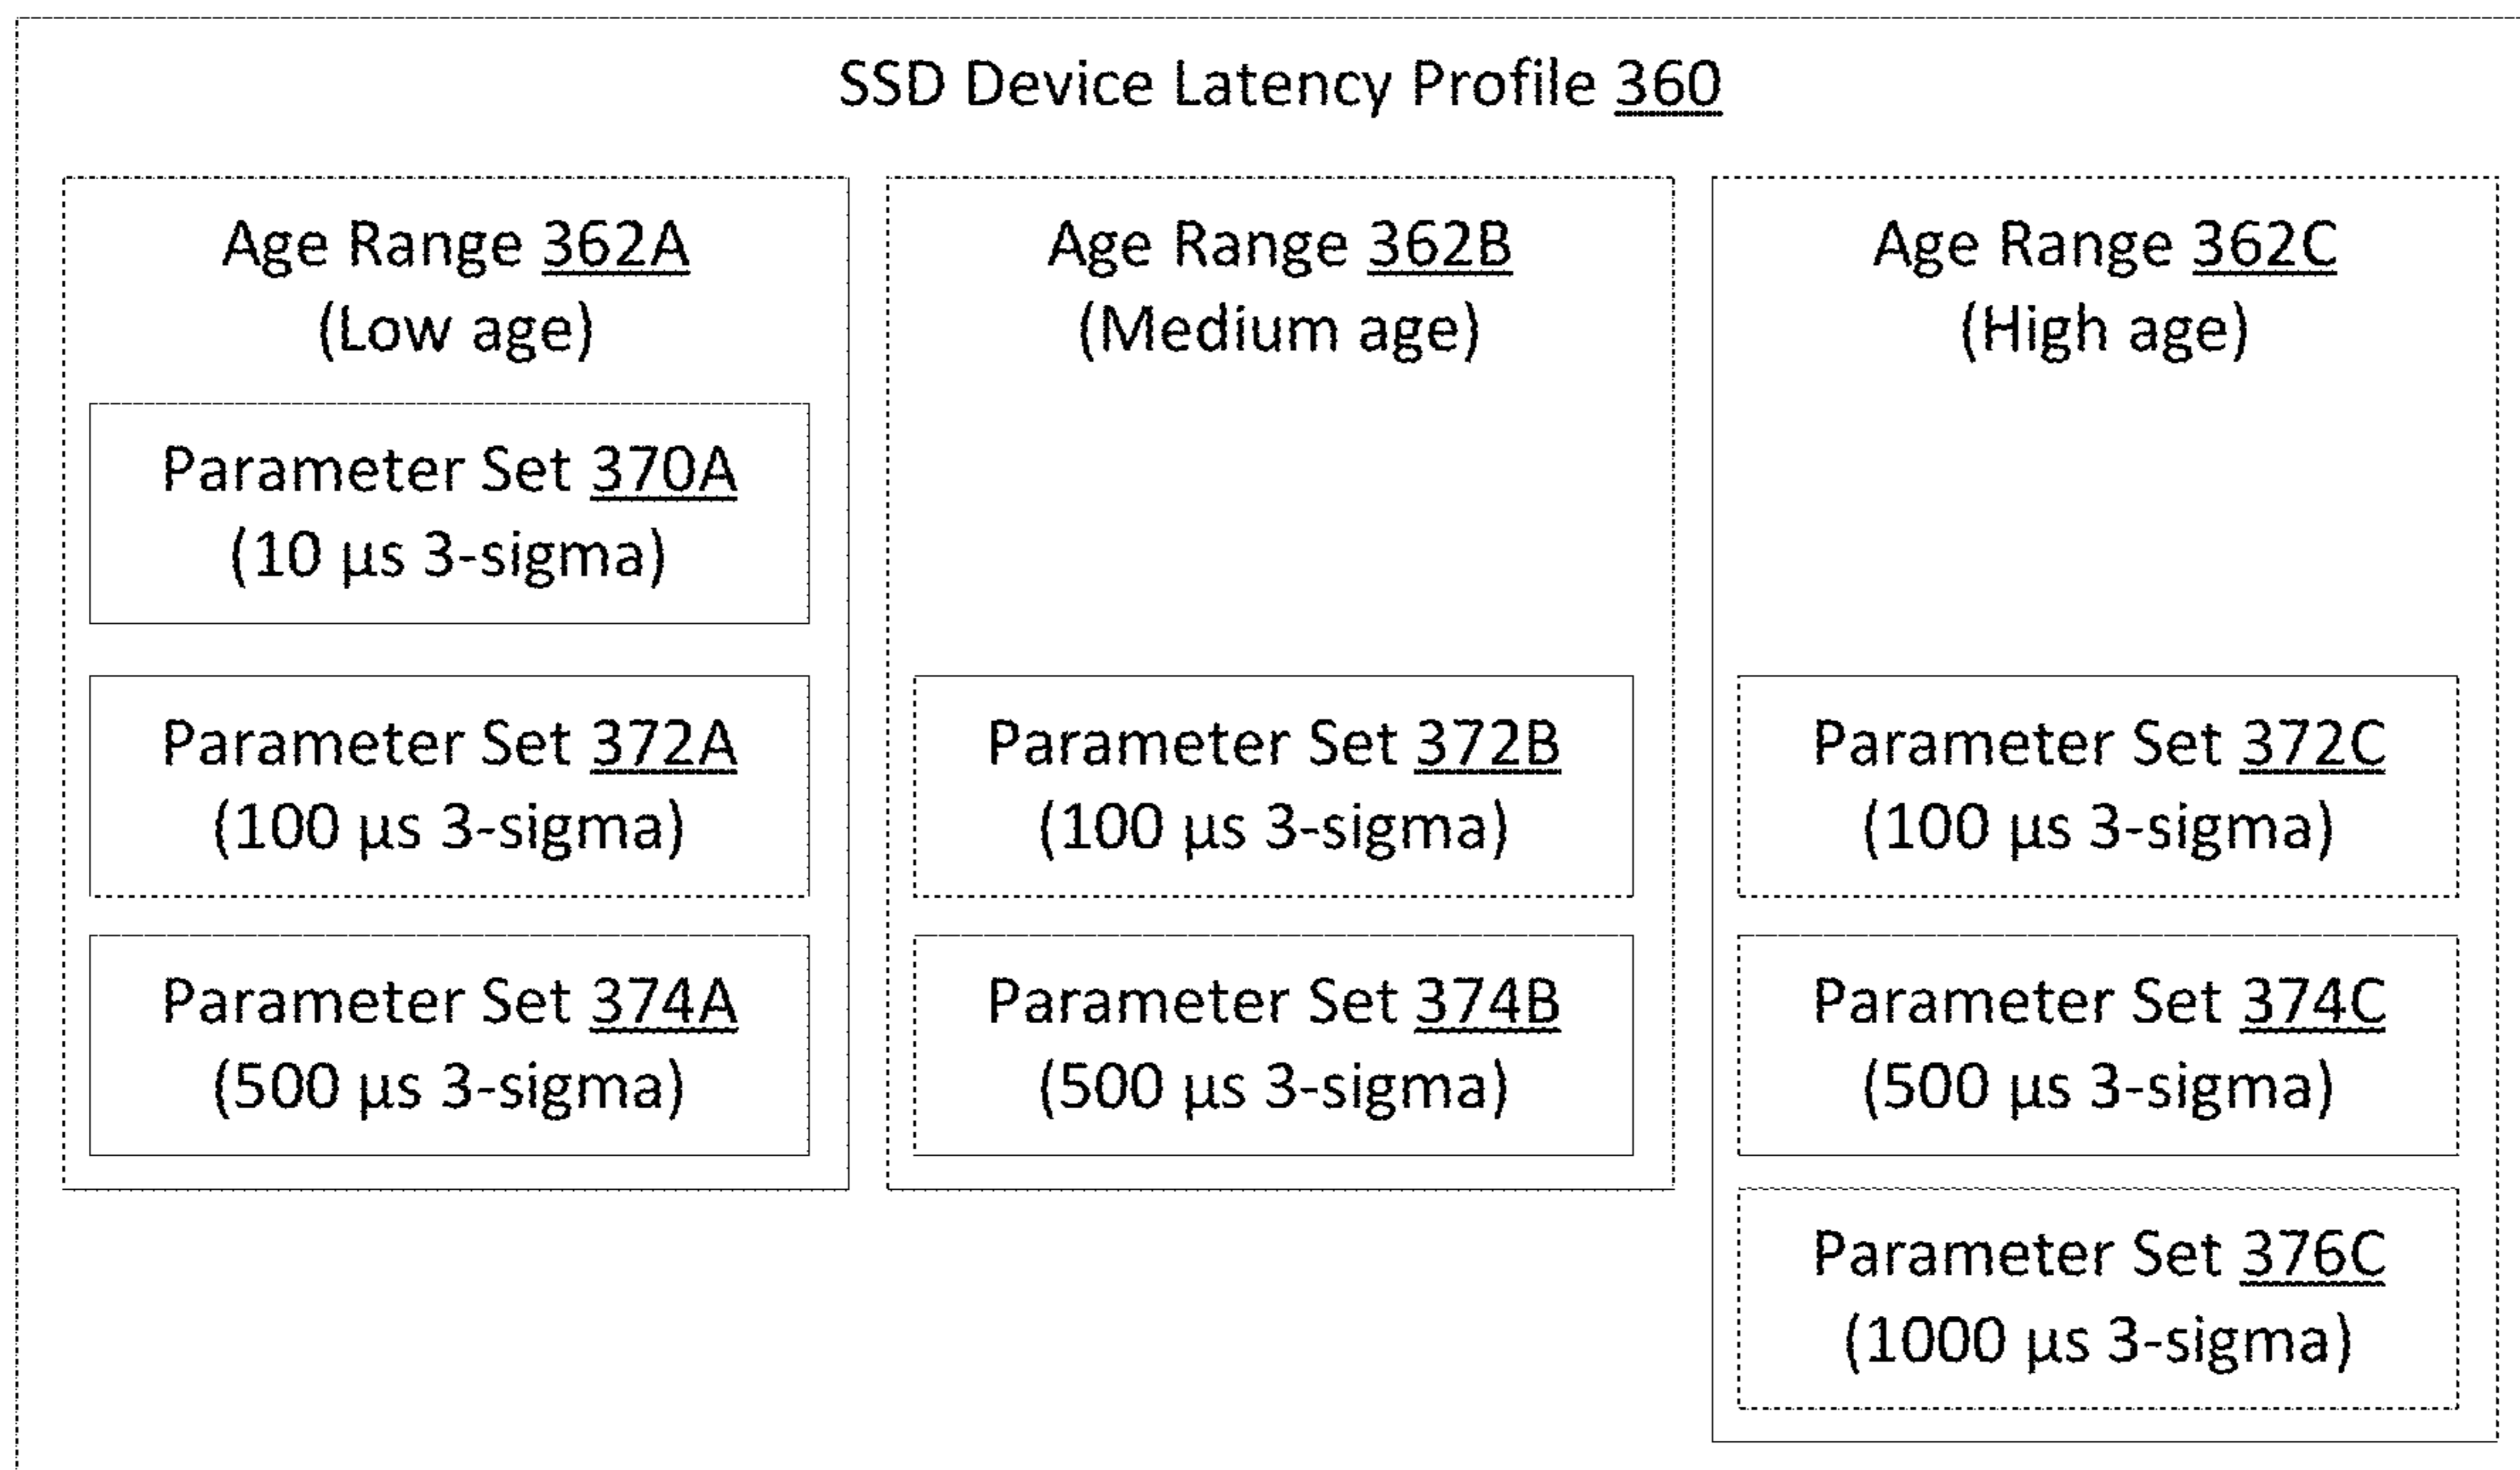 SSD Device Latency Profile 360
Age Range 362A
(Low age)
Parameter Set 370A
(10 µs 3-sigma)
Parameter Set 372A
(100 µs 3-sigma)
Parameter Set 374A
(500 µs 3-sigma)
Age Range 362B
(Medium age)
Parameter Set 372B
(100 µs 3-sigma)
Parameter Set 374B
(500 µs 3-sigma)
Age Range 362C
(High age)
Parameter Set 372C
(100 µs 3-sigma)
Parameter Set 374C
(500 µs 3-sigma)
Parameter Set 376C
(1000 µs 3-sigma)